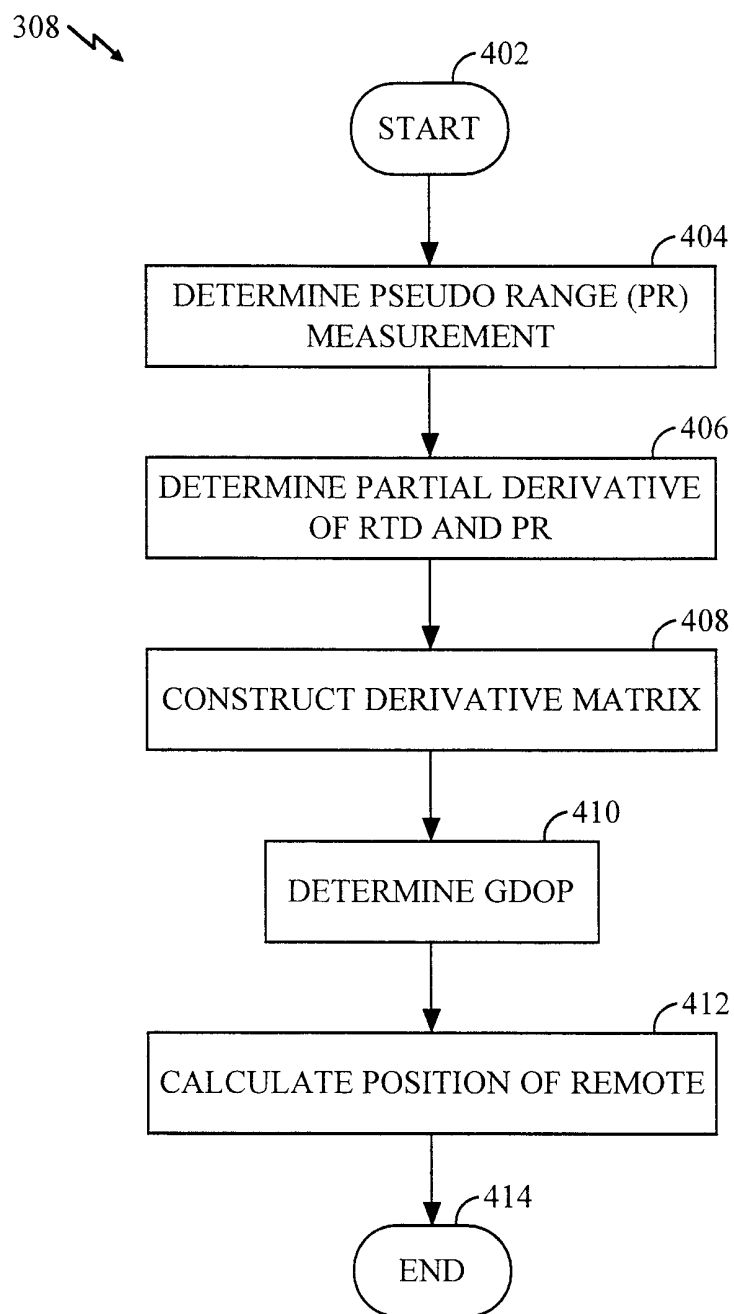 308
402
START
404
DETERMINE PSEUDO RANGE (PR)
MEASUREMENT
406
DETERMINE PARTIAL DERIVATIVE
OF RTD AND PR
408
CONSTRUCT DERIVATIVE MATRIX
410
DETERMINE GDOP
412
CALCULATE POSITION OF REMOTE
414
END